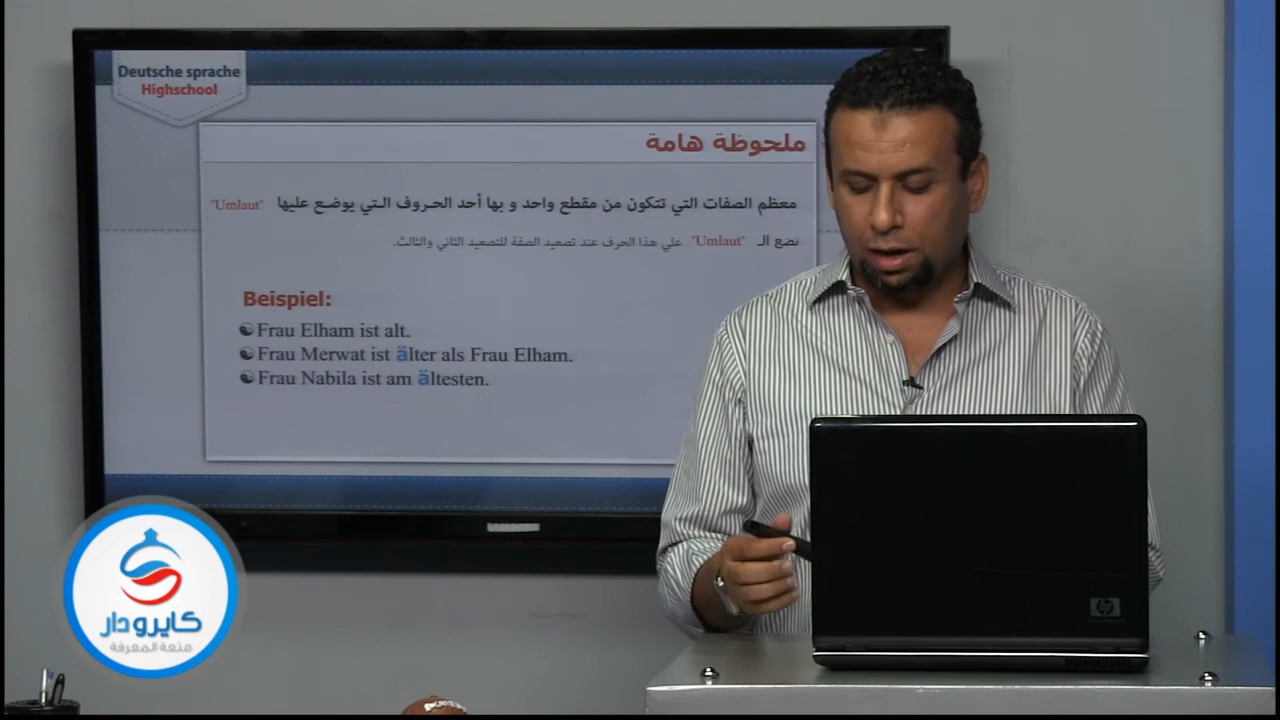 Deutsche sprache
Highschool
ملحوظة هامة
معظم الصفات التي تتكون من مقطع واحد و بها أحد الحروف التي يوضع عليها "Umlaut"
نضع الـ "Umlaut" علي هذا الحرف عند تصعيد الصفة للتصعيد الثاني والثالث.
Beispiel:
Frau Elham ist alt.
Frau Merwat ist älter als Frau Elham.
Frau Nabila ist am ältesten.
كايرودار
متعة المعرفة
hp